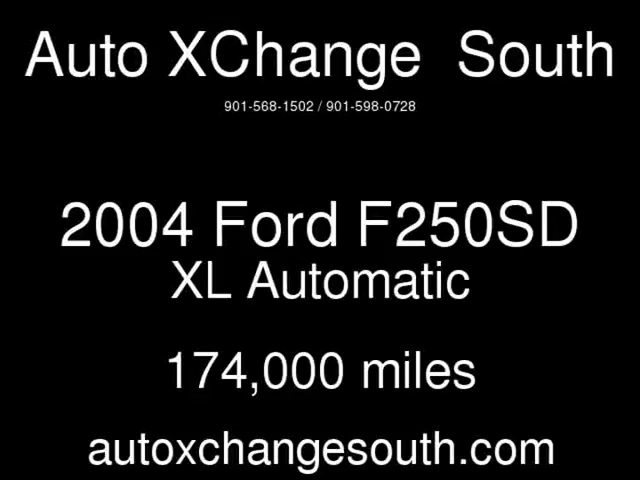 Auto XChange South
901-568-1502 / 901-598-0728
2004 Ford F250SD
XL Automatic
174,000 miles
autoxchangesouth.com